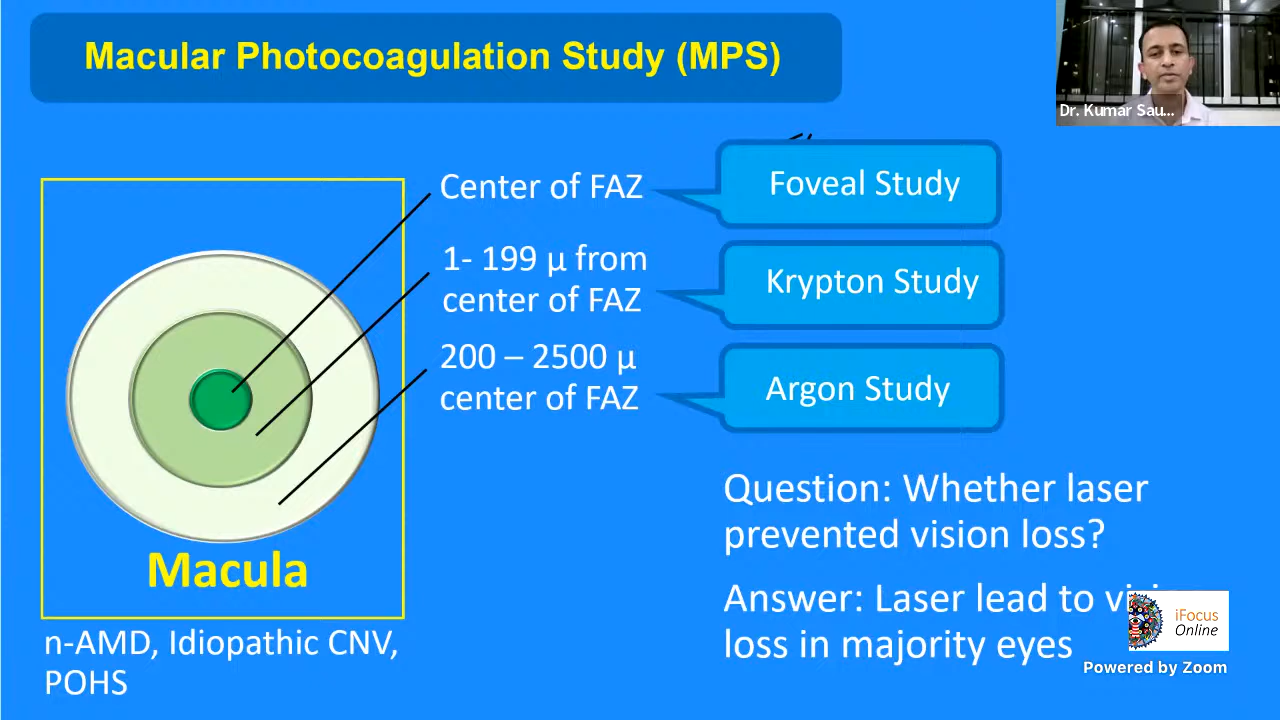 Macular Photocoagulation Study (MPS)
Dr. Kumar Sau...
Center of FAZ
Foveal Study
1- 199 µ from
center of FAZ
Krypton Study
200 – 2500 µ
center of FAZ
Argon Study
Macula
n-AMD, Idiopathic CNV,
POHS
Question: Whether laser
prevented vision loss?
Answer: Laser lead to
loss in majority eyes
iFocus
Online
Powered by Zoom